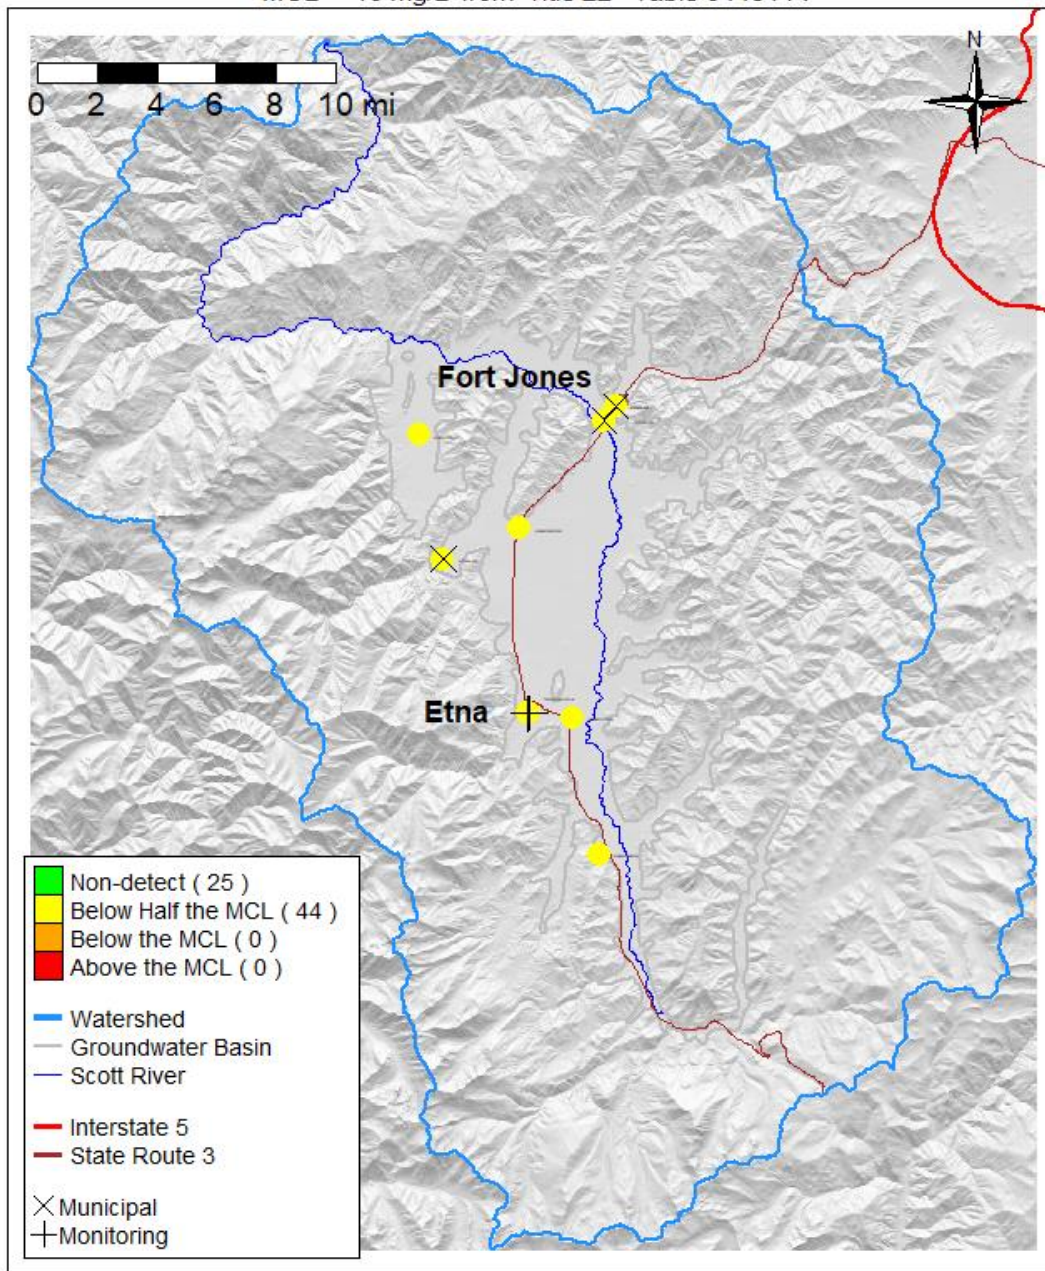 N
0 2 4 6 8 10 mi
Fort Jones
Etna
Non-detect ( 25 )
Below Half the MCL ( 44 )
Below the MCL ( 0 )
Above the MCL ( 0 )
Watershed
Groundwater Basin
Scott River
Interstate 5
State Route 3
Municipal
Monitoring